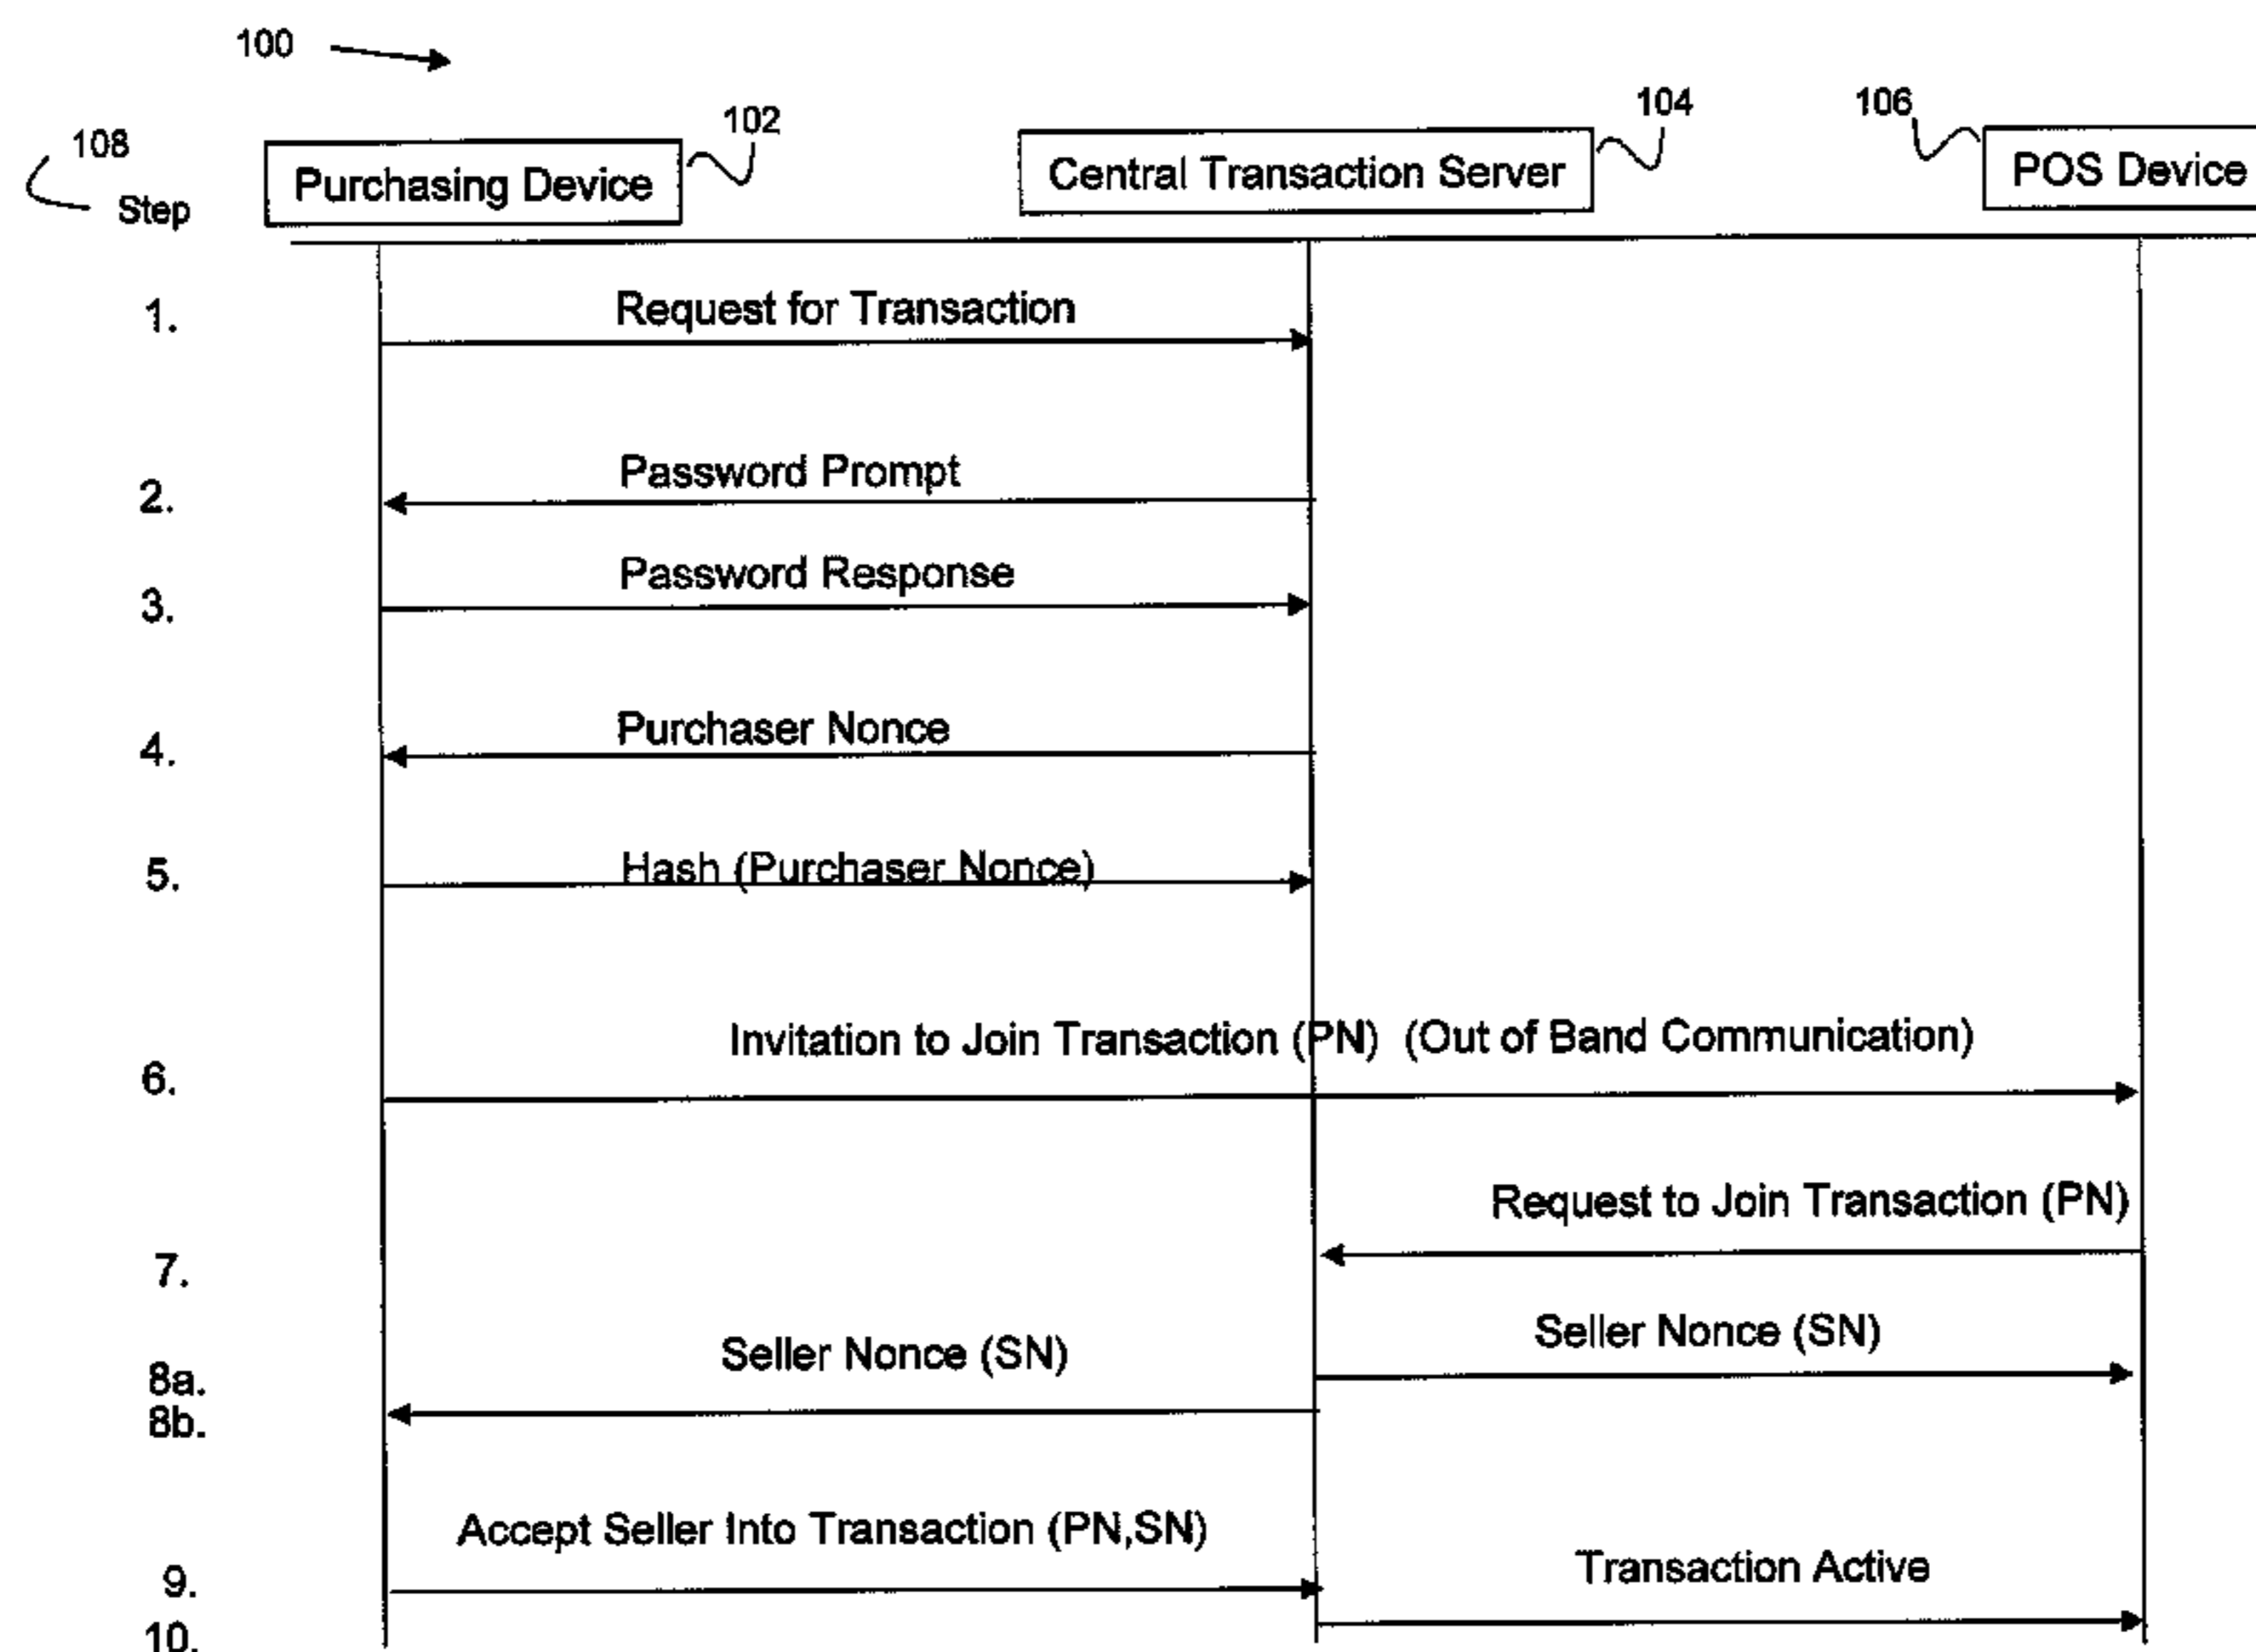 100
108
Step
Purchasing Device
102
Central Transaction Server
104
106
POS Device
1.
Request for Transaction
2.
Password Prompt
3.
Password Response
4.
Purchaser Nonce
5.
Hash (Purchaser Nonce)
6.
Invitation to Join Transaction (PN) (Out of Band Communication)
7.
Request to Join Transaction (PN)
8a.
Seller Nonce (SN)
8b.
Seller Nonce (SN)
9.
Accept Seller Into Transaction (PN,SN)
10.
Transaction Active